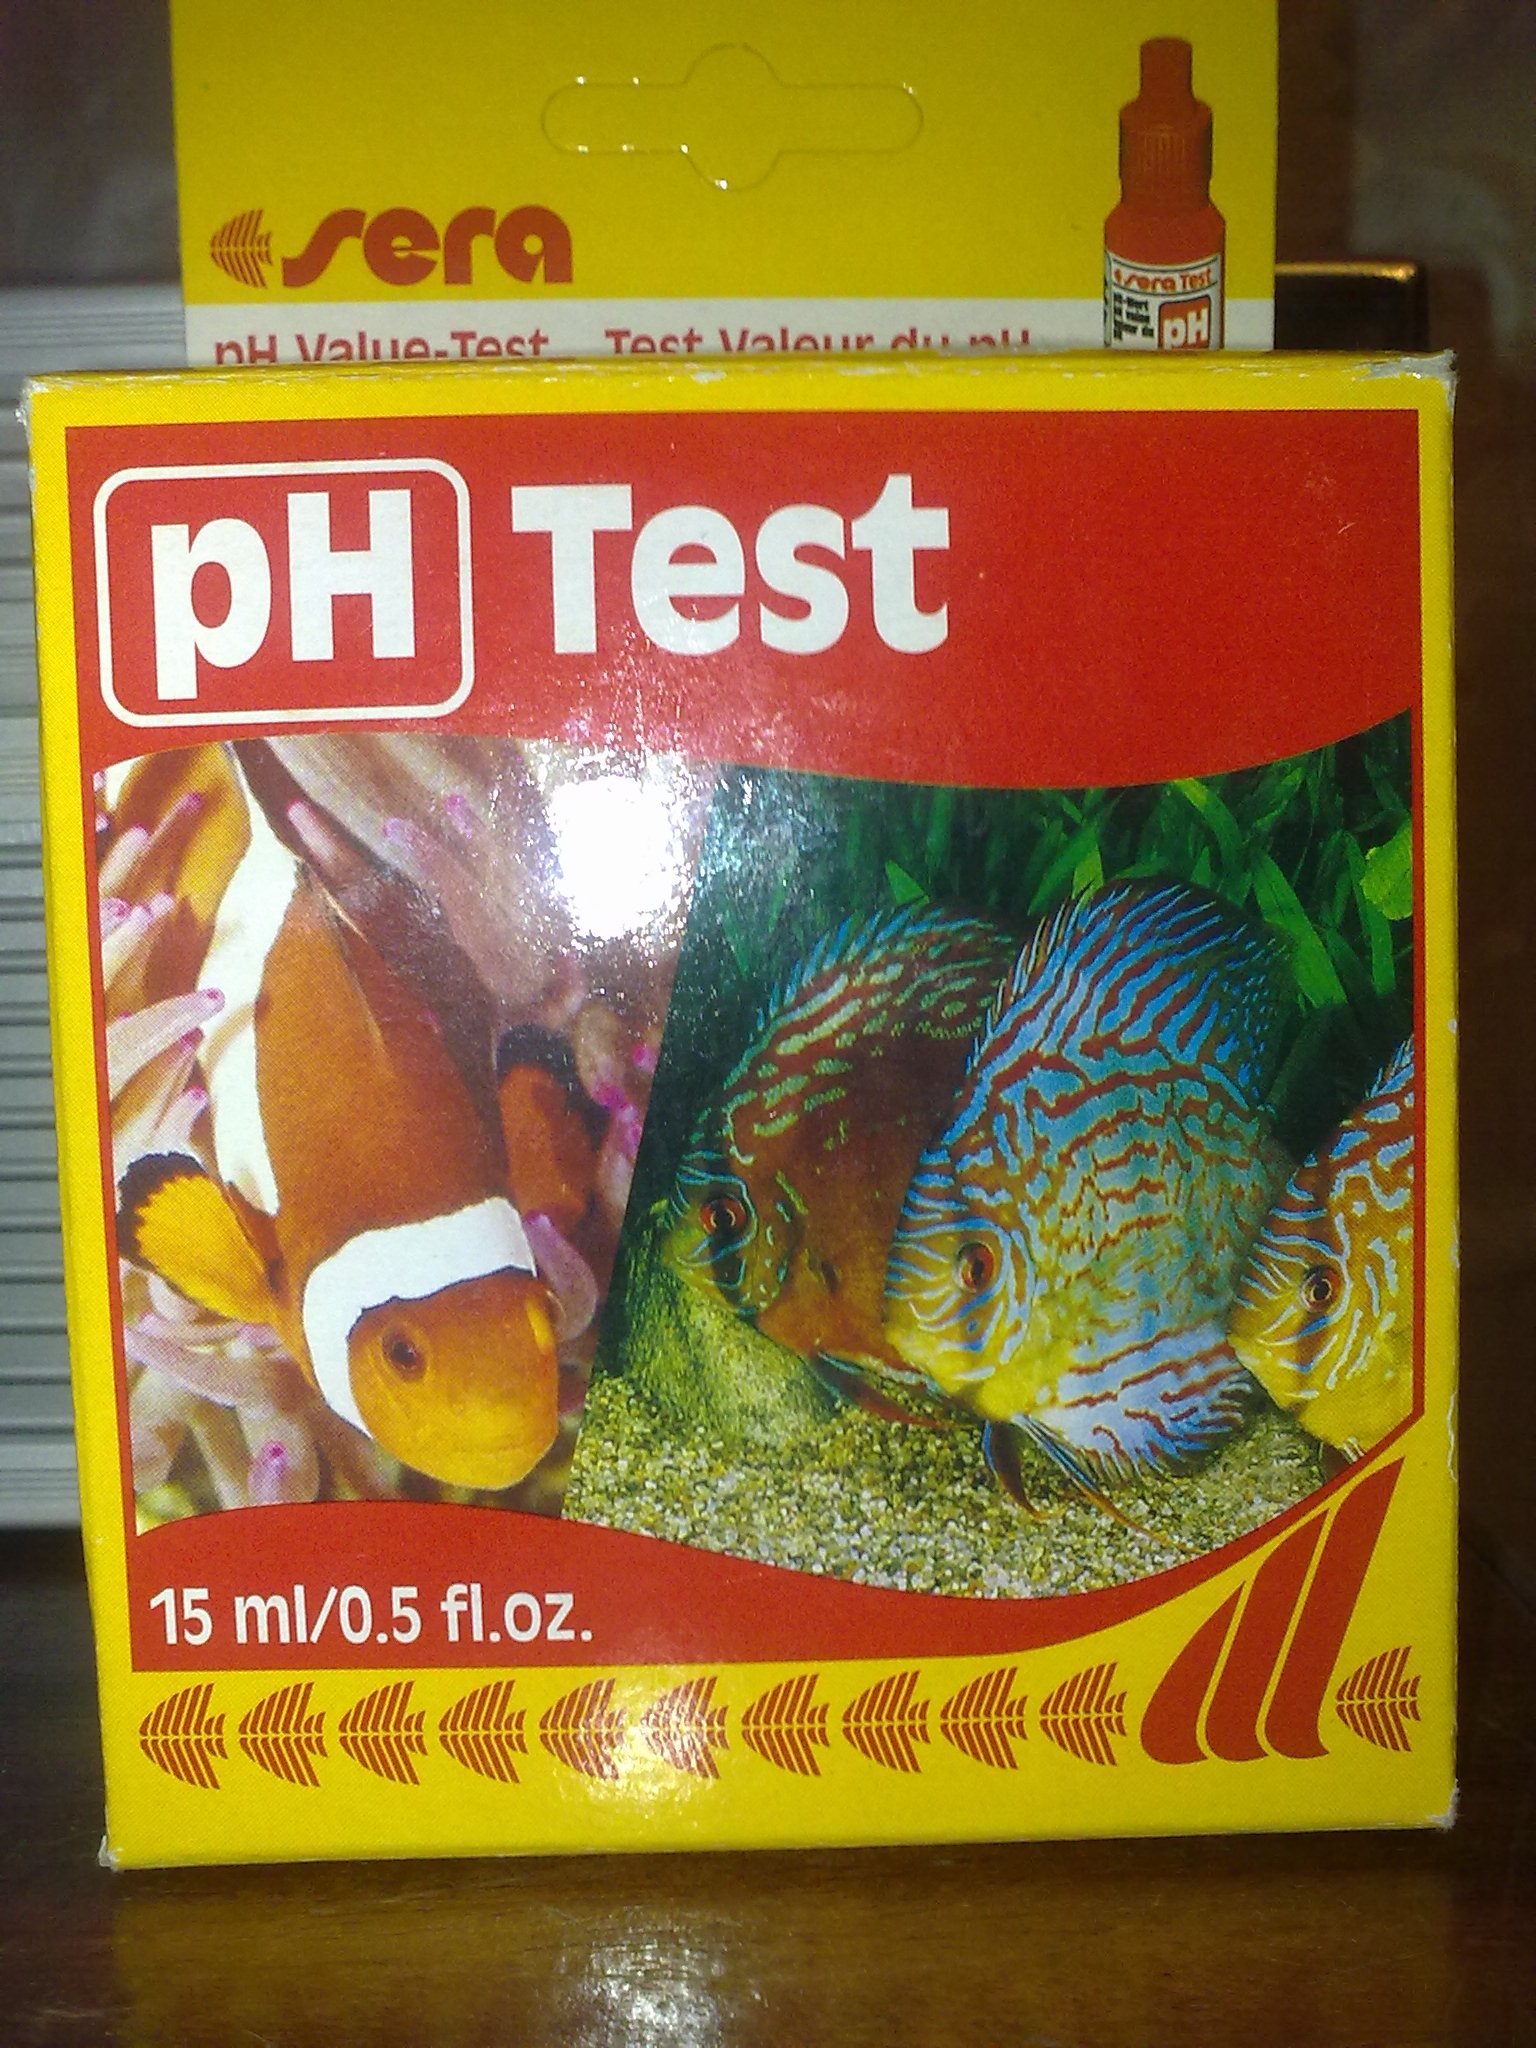 sera
pH Value-Test Test Valeur du pH
sera Test
pH
pH Test
15 ml/0.5 fl.oz.